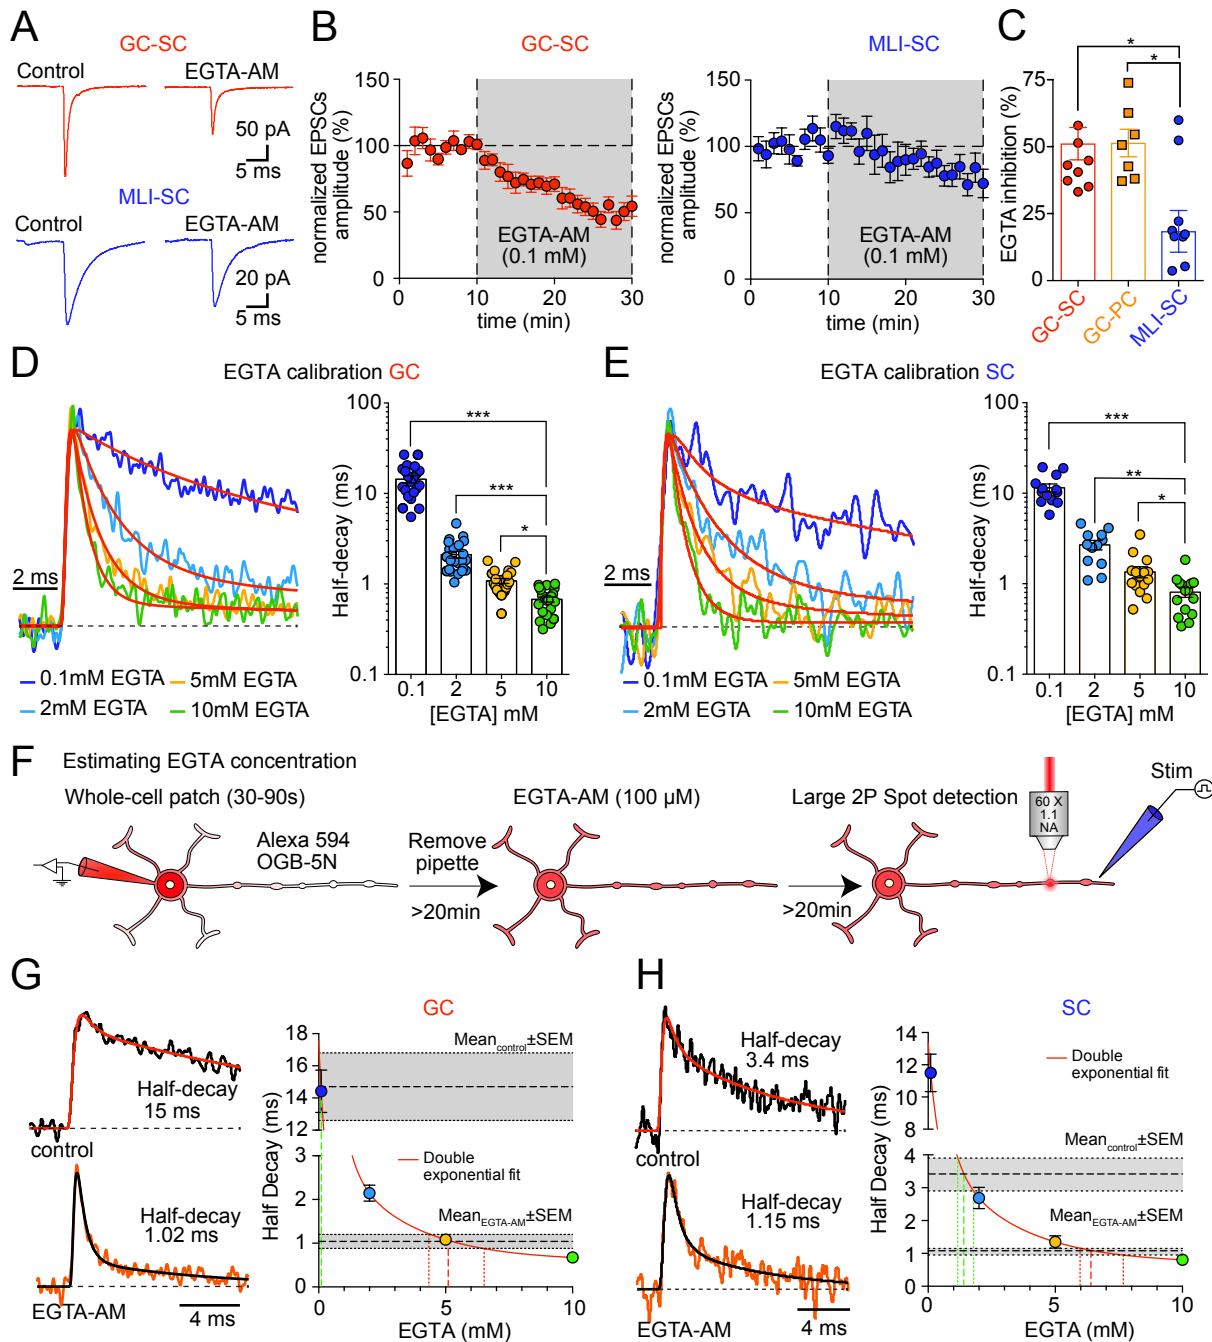 A
GC-SC
Control
EGTA-AM
50 pA
5 ms
MLI-SC
Control
EGTA-AM
20 pA
5 ms
B
GC-SC
normalized EPSCs
amplitude (%)
150
100
50
0
EGTA-AM
(0.1 mM)
0
10
20
30
time (min)
MLI-SC
normalized EPSCs
amplitude (%)
150
100
50
0
EGTA-AM
(0.1 mM)
0
10
20
30
time (min)
C
*
*
EGTA inhibition (%)
75
50
25
0
GC-SC
GC-PC
MLI-SC
D
EGTA calibration GC
2 ms
0.1mM EGTA
5mM EGTA
2mM EGTA
10mM EGTA
Half-decay (ms)
100
10
1
0.1
***
***
*
0.1
2
5
10
[EGTA] mM
E
EGTA calibration SC
2 ms
0.1mM EGTA
5mM EGTA
2mM EGTA
10mM EGTA
Half-decay (ms)
100
10
1
0.1
***
**
*
0.1
2
5
10
[EGTA] mM
F
Estimating EGTA concentration
Whole-cell patch (30-90s)
Alexa 594
OGB-5N
Remove
pipette
>20min
EGTA-AM (100 µM)
>20min
Large 2P Spot detection
60 X
1.1
NA
Stim
G
GC
Half-decay
15 ms
control
Half-decay
1.02 ms
EGTA-AM
4 ms
Half Decay (ms)
18
16
14
12
3
2
1
0
Mean control±SEM
Double
exponential fit
Mean EGTA-AM±SEM
0
5
10
EGTA (mM)
H
SC
Half-decay
3.4 ms
control
Half-decay
1.15 ms
EGTA-AM
4 ms
Half Decay (ms)
14
12
10
8
4
3
2
1
0
Double
exponential fit
Mean control±SEM
Mean EGTA-AM±SEM
0
5
10
EGTA (mM)